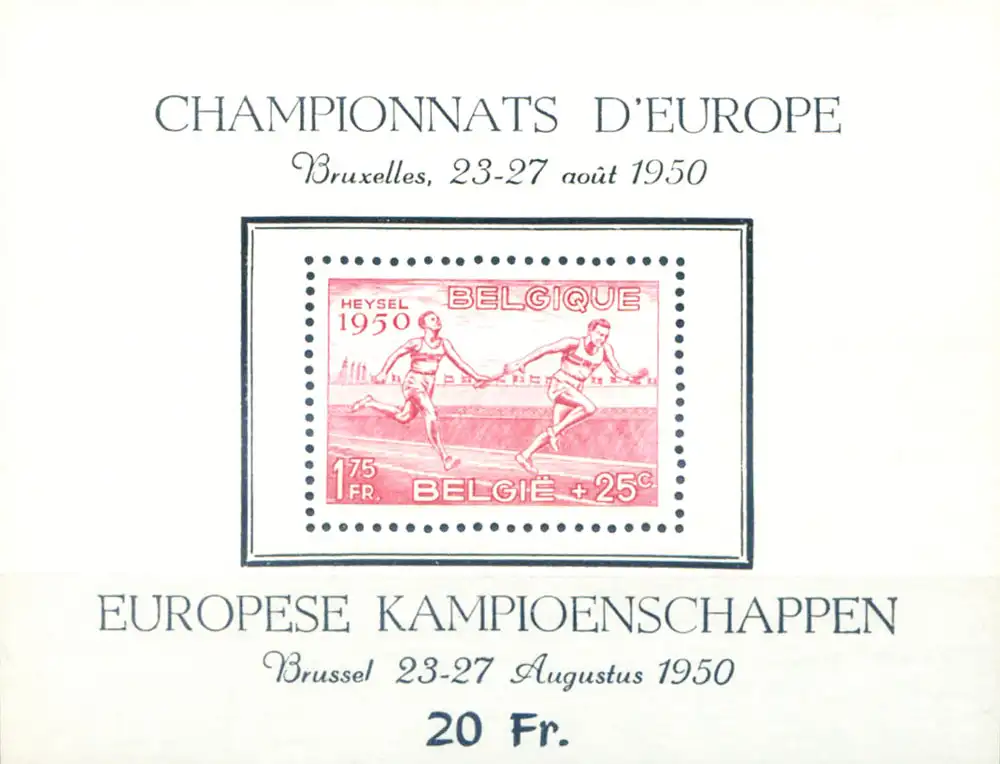 CHAMPIONNATS D'EUROPE
Bruxelles, 23-27 août 1950
HEYSEL BELGIQUE
1950
1.75 FR. BELGIË + 25C.
EUROPESE KAMPIOENSCHAPPEN
Brussel 23-27 Augustus 1950
20 Fr.